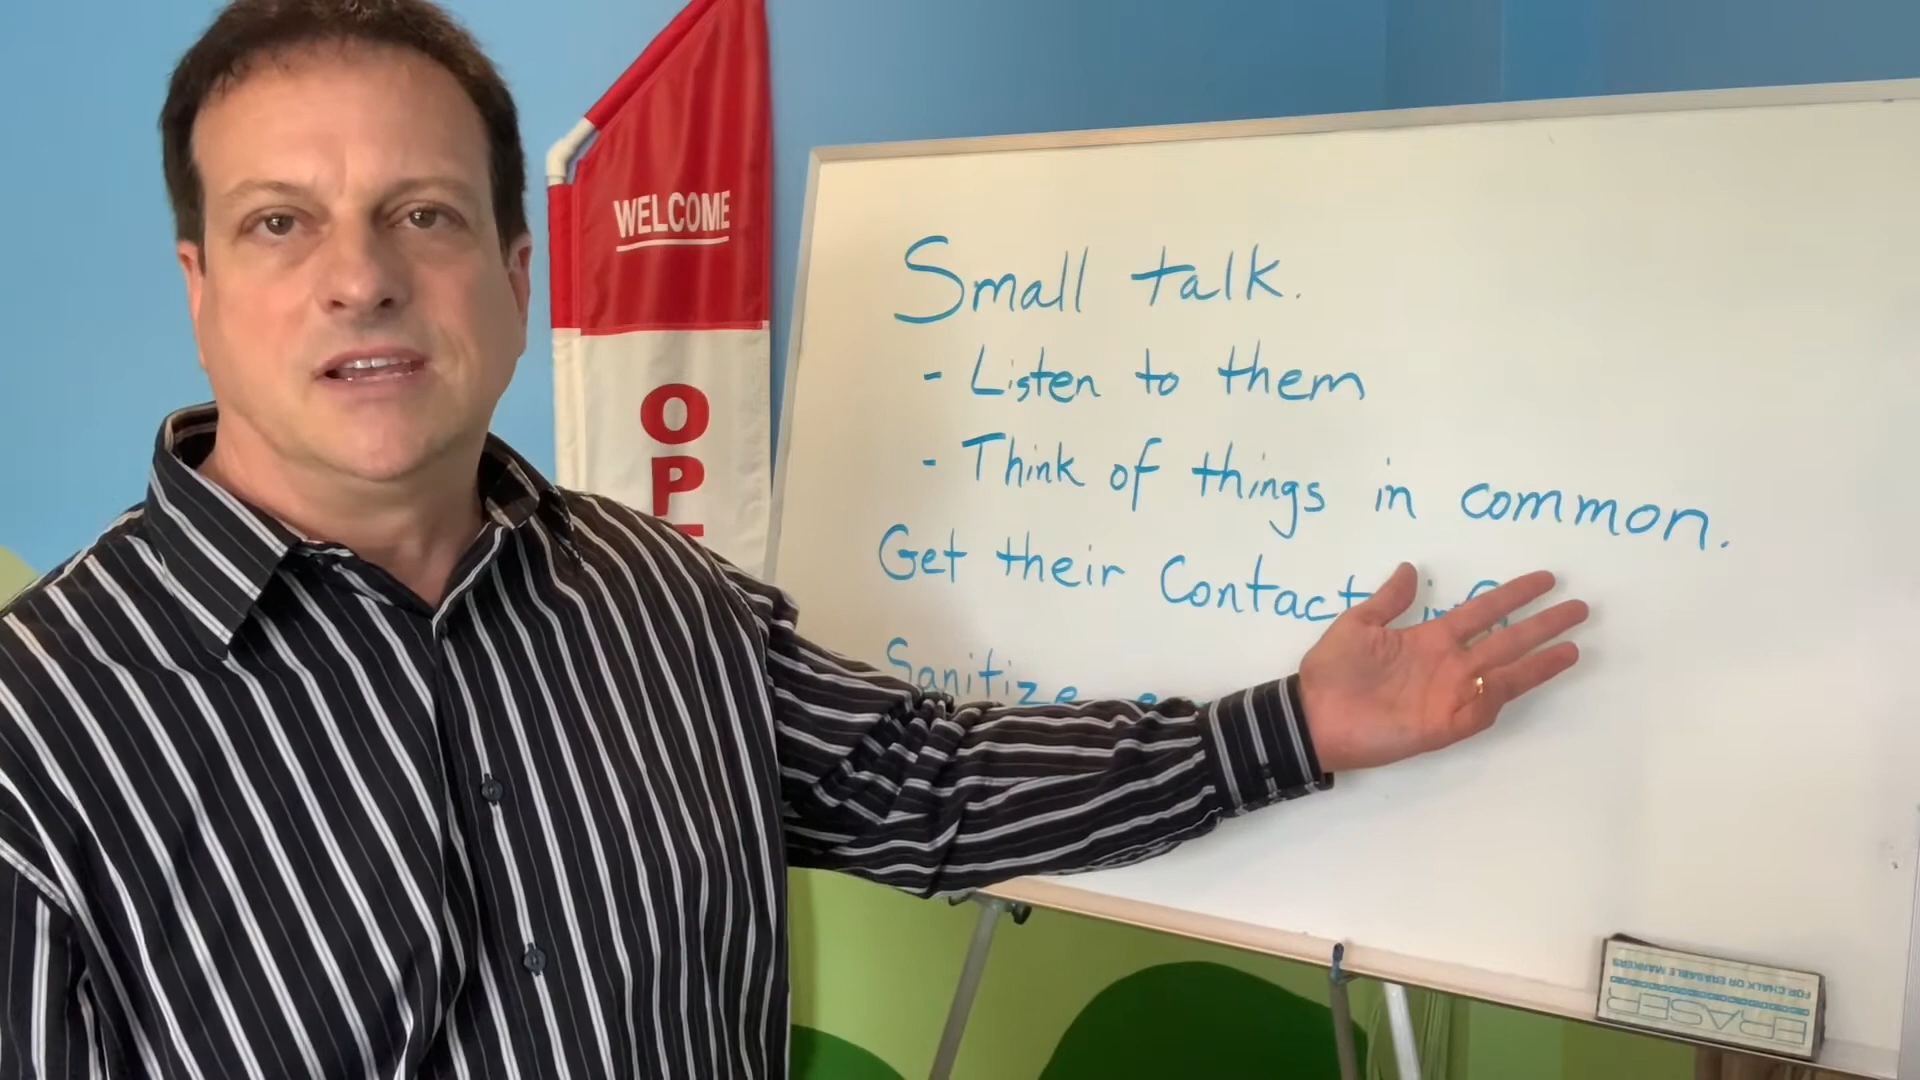 WELCOME
OPE
Small talk.
- Listen to them
- Think of things in common.
Get their Contact
Sanitize
ERASER
FOR CHALK OR ERASABLE MARKERS